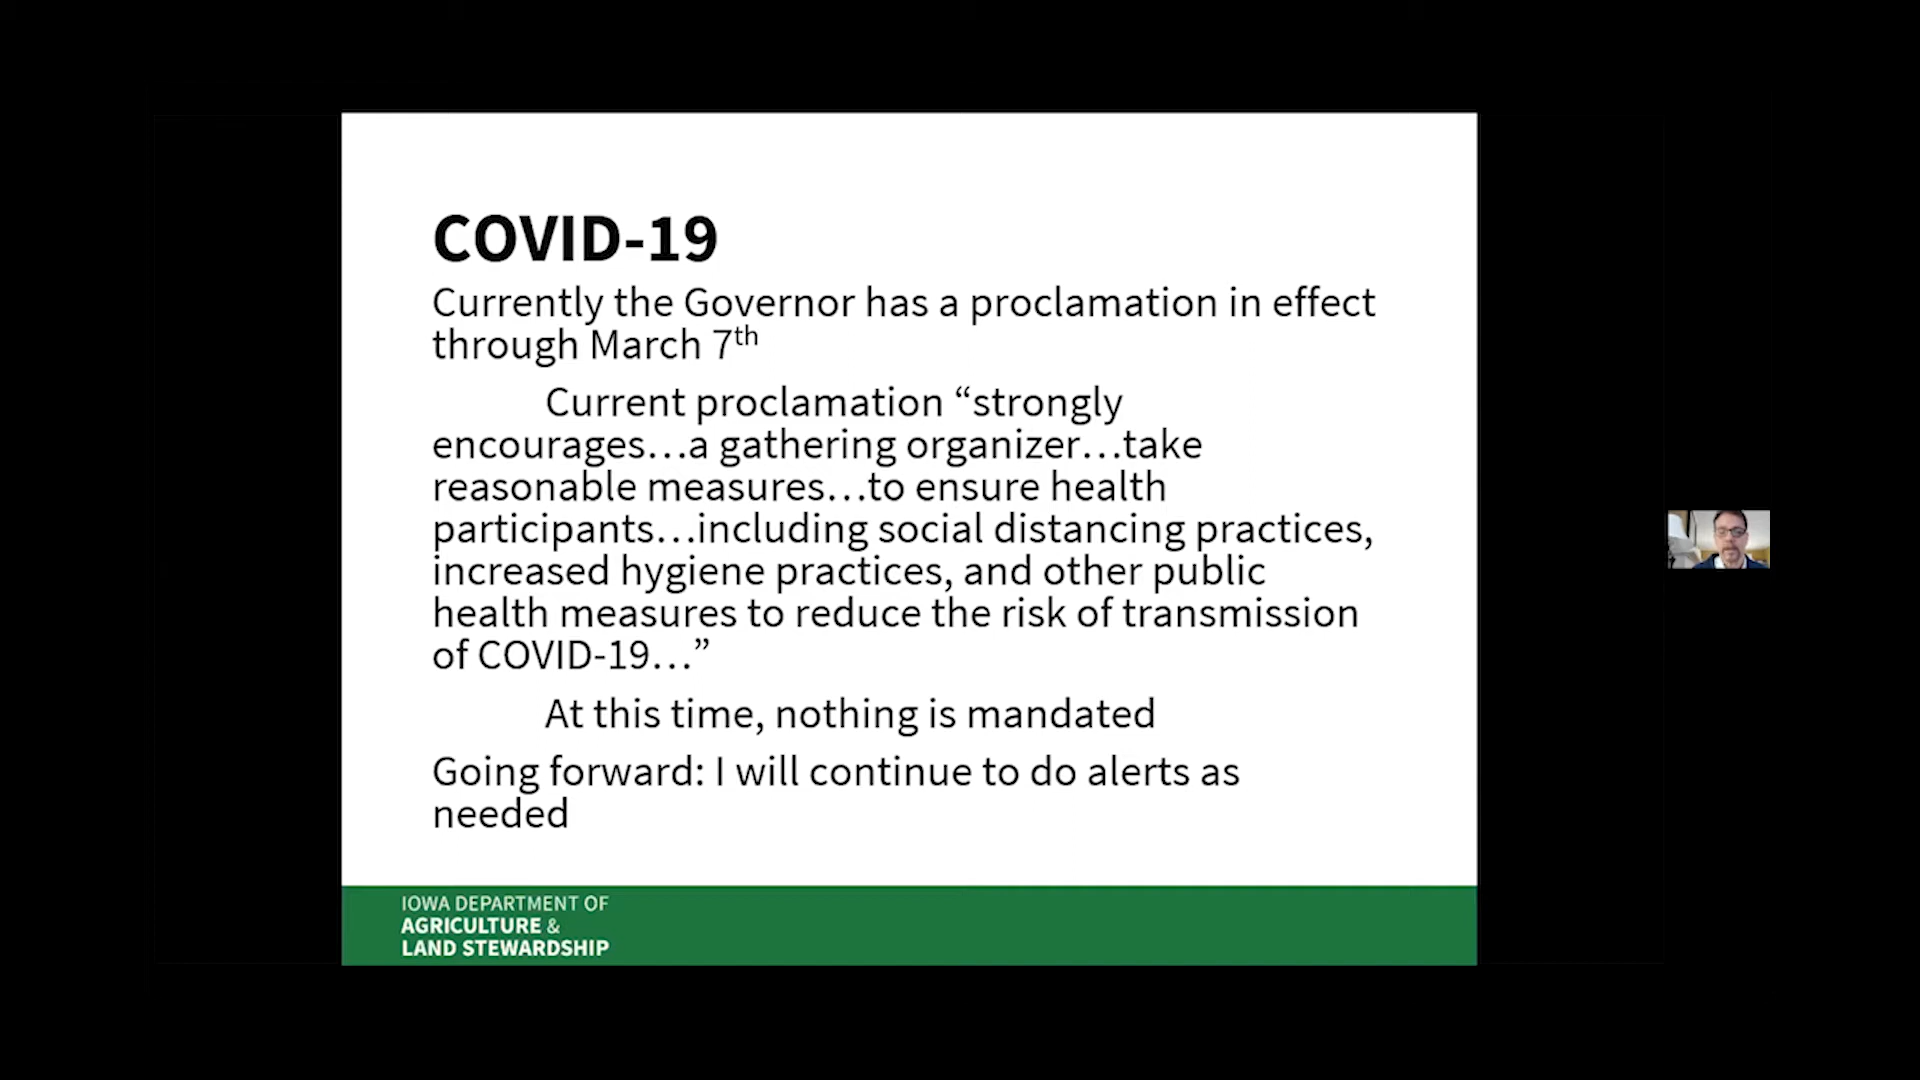 COVID-19
Currently the Governor has a proclamation in effect
through March 7th
Current proclamation “strongly
encourages…a gathering organizer…take
reasonable measures…to ensure health
participants…including social distancing practices,
increased hygiene practices, and other public
health measures to reduce the risk of transmission
of COVID-19…”
At this time, nothing is mandated
Going forward: I will continue to do alerts as
needed
IOWA DEPARTMENT OF
AGRICULTURE &
LAND STEWARDSHIP